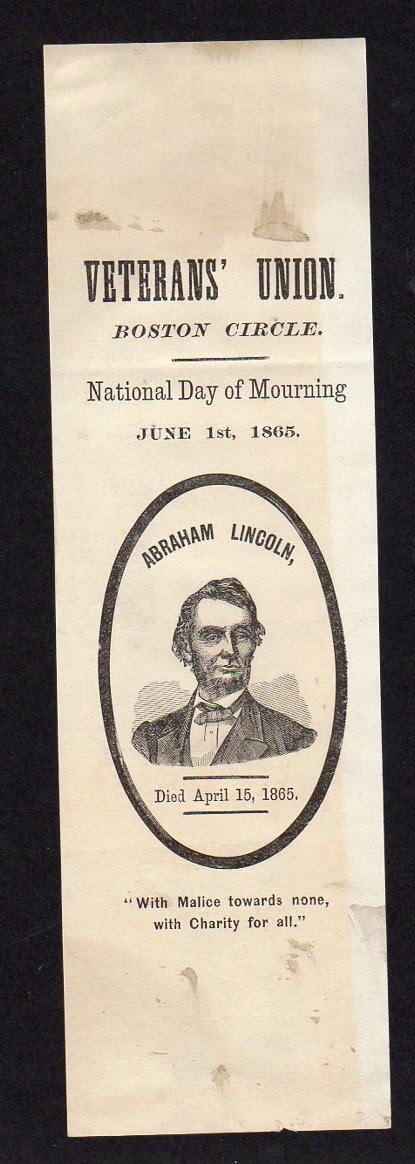 VETERANS' UNION.
BOSTON CIRCLE.
National Day of Mourning
JUNE 1st, 1865.
ABRAHAM LINCOLN,
Died April 15, 1865.
"With Malice towards none,
with Charity for all."